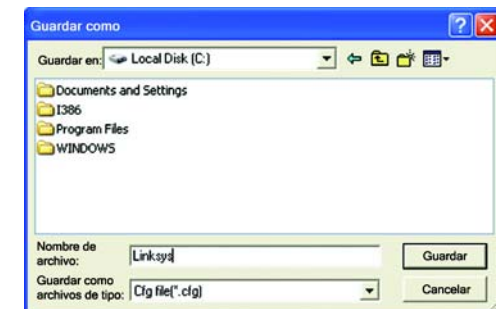 Guardar como
Guardar en: Local Disk (C:)
Documents and Settings
I386
Program Files
WINDOWS
Nombre de
archivo:
Linksys
Guardar
Guardar como
archivos de tipo:
Cfg file(*.cfg)
Cancelar